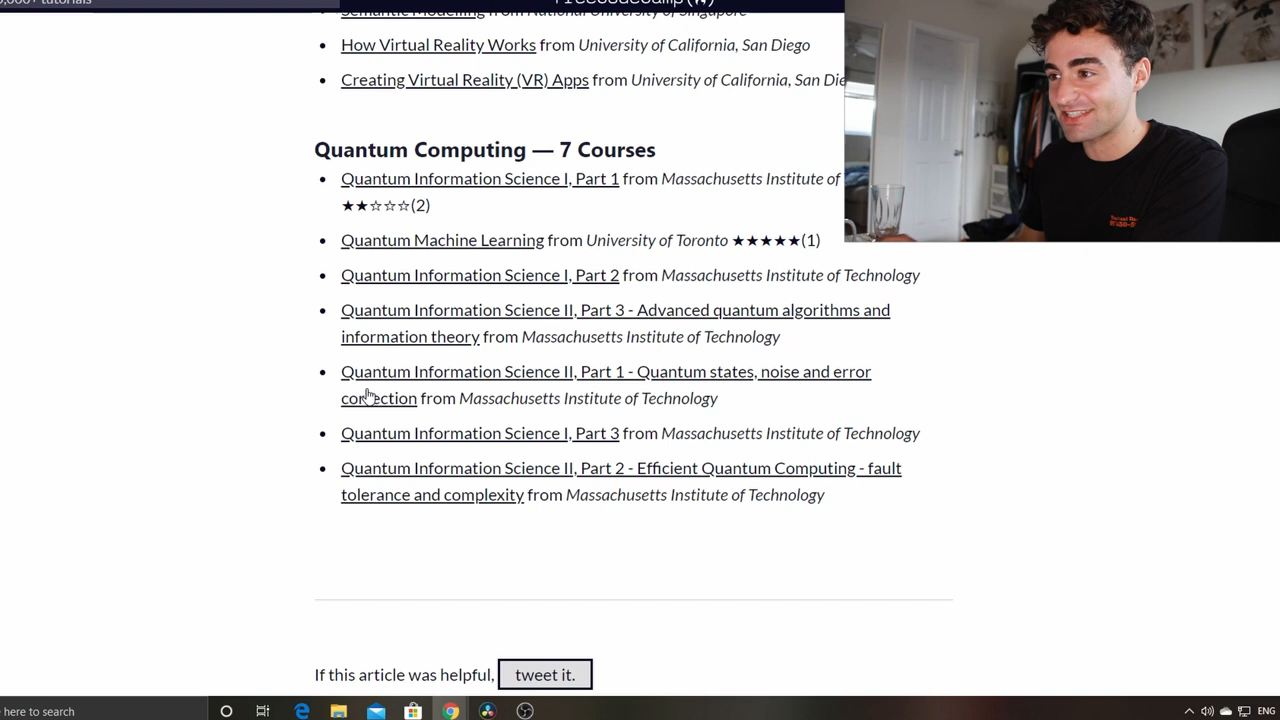 tutorials
Semantic Modelling from National University of Singapore
How Virtual Reality Works from University of California, San Diego
Creating Virtual Reality (VR) Apps from University of California, San Die
Quantum Computing — 7 Courses
Quantum Information Science I, Part 1 from Massachusetts Institute of
★★☆☆☆(2)
Quantum Machine Learning from University of Toronto ★★★★★(1)
Quantum Information Science I, Part 2 from Massachusetts Institute of Technology
Quantum Information Science II, Part 3 - Advanced quantum algorithms and
information theory from Massachusetts Institute of Technology
Quantum Information Science II, Part 1 - Quantum states, noise and error
correction from Massachusetts Institute of Technology
Quantum Information Science I, Part 3 from Massachusetts Institute of Technology
Quantum Information Science II, Part 2 - Efficient Quantum Computing - fault
tolerance and complexity from Massachusetts Institute of Technology
If this article was helpful, tweet it.
here to search
ENG